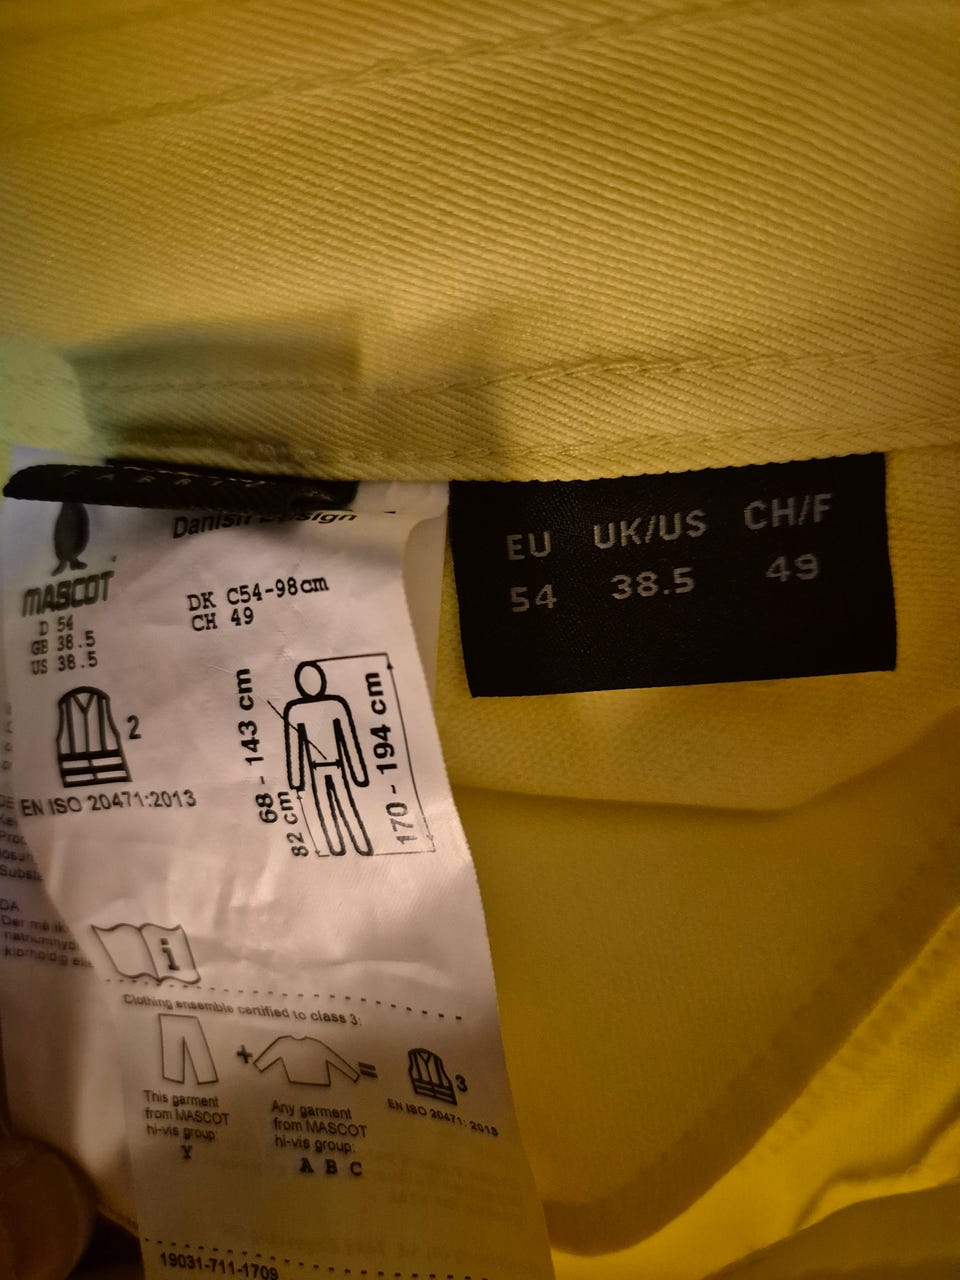 EU UK/US CH/F
54 38.5 49
Danish Design
MASCOT
D 54
GB 38.5
US 38.5
DK C54-98cm
CH 49
2
EN ISO 20471:2013
68 - 143 cm
82 cm
170 - 194 cm
DA
i
Clothing ensemble certified to class 3:
+
=
3
This garment
from MASCOT
hi-vis group:
Y
Any garment
from MASCOT
hi-vis group:
A B C
EN ISO 20471: 2013
19031-711-1709